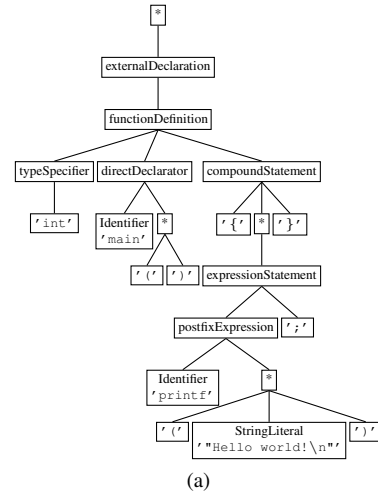 *
externalDeclaration
functionDefinition
typeSpecifier directDeclarator compoundStatement
'int' Identifier * '{' * '}'
'main'
'(' ')' expressionStatement
postfixExpression ';'
Identifier *
'printf'
'(' StringLiteral ')'
'"Hello world!\n"'
(a)